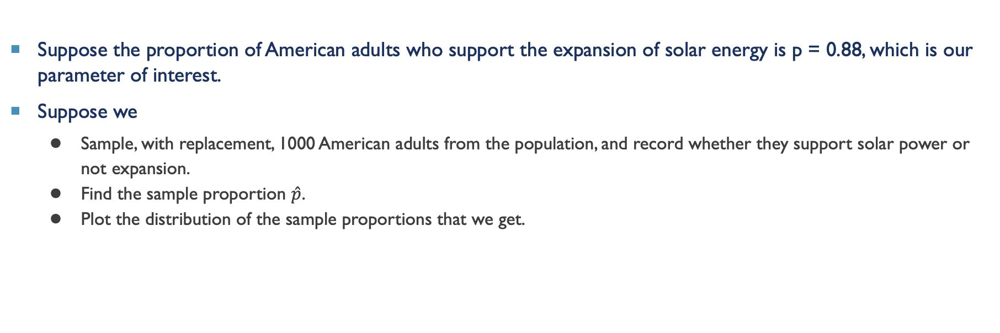 Suppose the proportion of American adults who support the expansion of solar energy is p = 0.88, which is our
parameter of interest.
Suppose we
Sample, with replacement, 1000 American adults from the population, and record whether they support solar power or
not expansion.
Find the sample proportion p̂.
Plot the distribution of the sample proportions that we get.